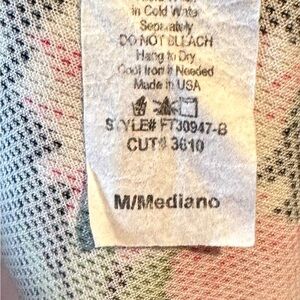 in Cold Water
Separately
DO NOT BLEACH
Hang to Dry
Cool Iron if Needed
Made in USA
STYLE# FT30947-B
CUT# 3610
M/Mediano